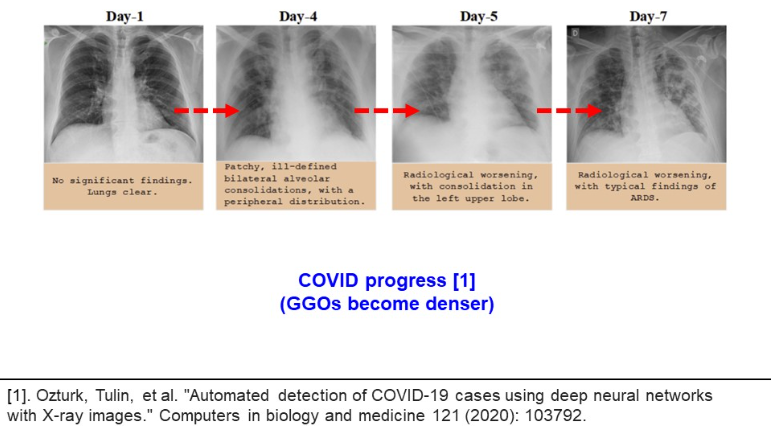 Day-1
Day-4
Day-5
Day-7
D
No significant findings.
Lungs clear.
Patchy, ill-defined
bilateral alveolar
consolidations, with a
peripheral distribution.
Radiological worsening,
with consolidation in
the left upper lobe.
Radiological worsening,
with typical findings of
ARDS.
COVID progress [1]
(GGOs become denser)
[1]. Ozturk, Tulin, et al. "Automated detection of COVID-19 cases using deep neural networks
with X-ray images." Computers in biology and medicine 121 (2020): 103792.